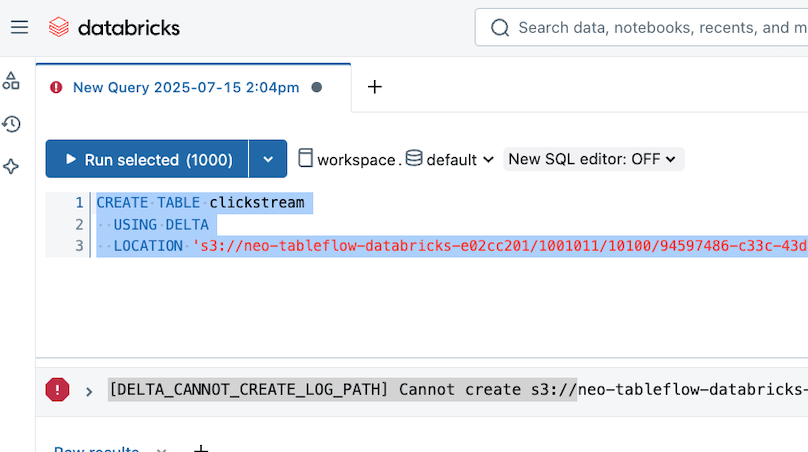 databricks
Search data, notebooks, recents, and m
New Query 2025-07-15 2:04pm
Run selected (1000)
workspace. default
New SQL editor: OFF
1 CREATE TABLE clickstream
2 USING DELTA
3 LOCATION 's3://neo-tableflow-databricks-e02cc201/1001011/10100/94597486-c33c-43d
[DELTA_CANNOT_CREATE_LOG_PATH] Cannot create s3://neo-tableflow-databricks-
Raw results